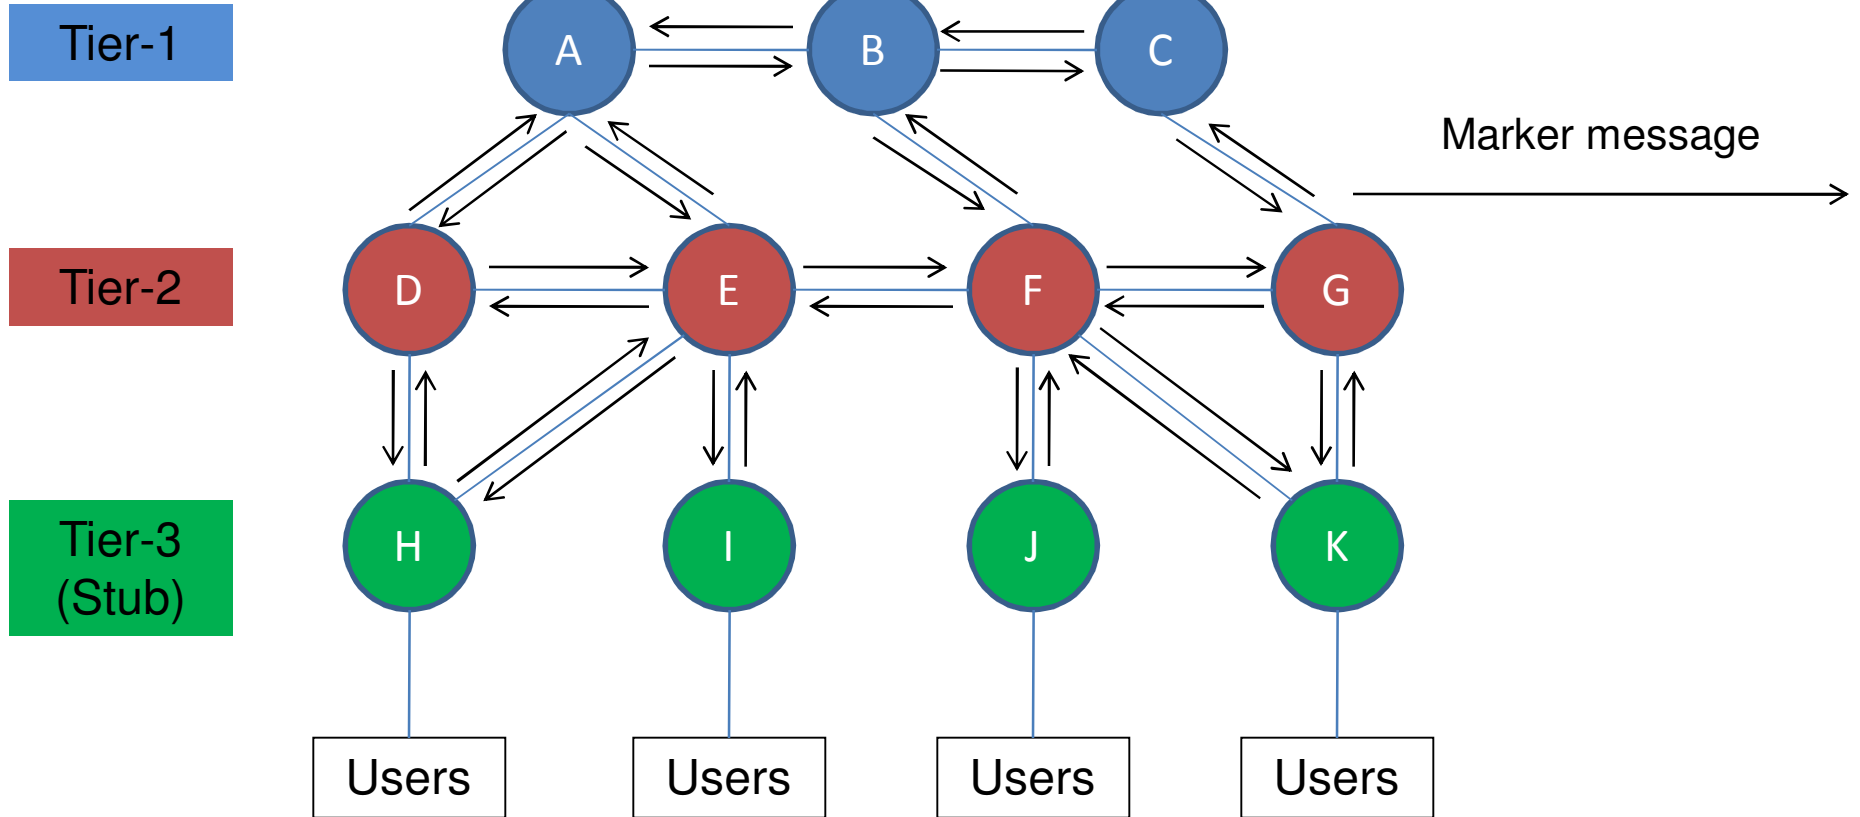 Tier-1
A
B
C
Marker message
Tier-2
D
E
F
G
Tier-3
(Stub)
H
I
J
K
Users
Users
Users
Users